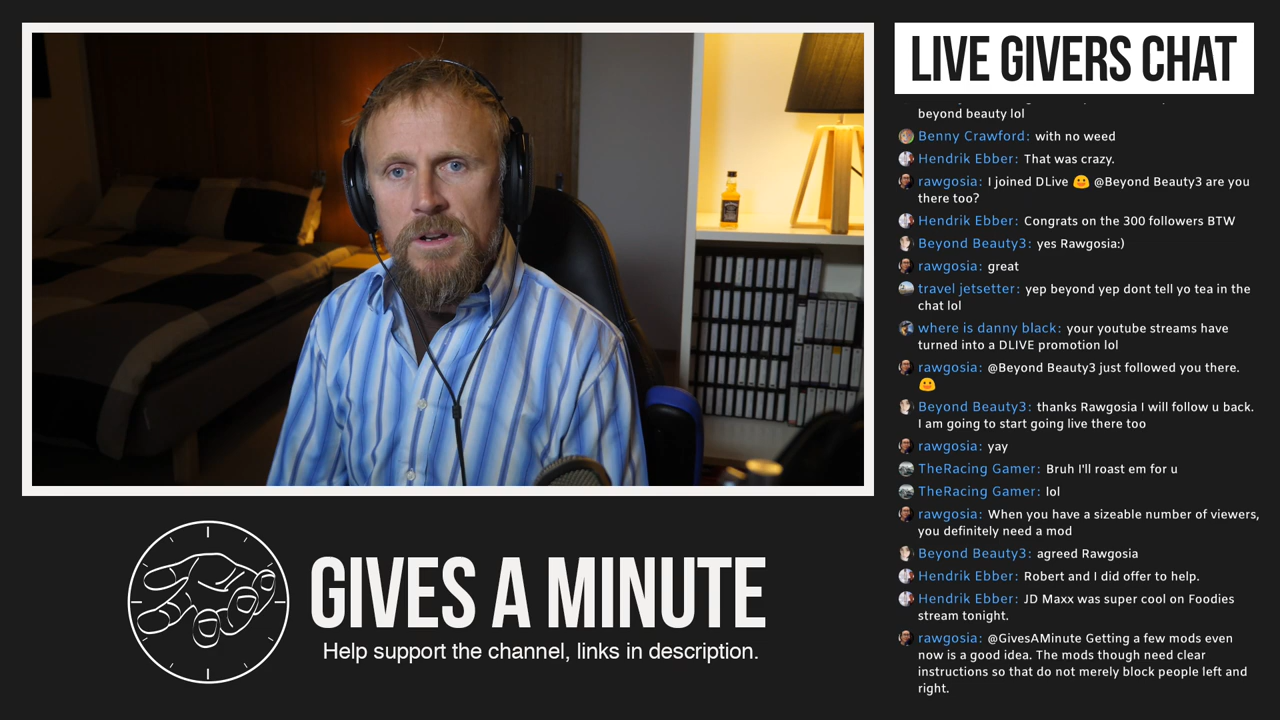 LIVE GIVERS CHAT
beyond beauty lol
Benny Crawford: with no weed
Hendrik Ebber: That was crazy.
rawgosia: I joined DLive 😀 @Beyond Beauty3 are you
there too?
Hendrik Ebber: Congrats on the 300 followers BTW
Beyond Beauty3: yes Rawgosia:)
rawgosia: great
travel jetsetter: yep beyond yep dont tell yo tea in the
chat lol
where is danny black: your youtube streams have
turned into a DLIVE promotion lol
rawgosia: @Beyond Beauty3 just followed you there.
😀
Beyond Beauty3: thanks Rawgosia I will follow u back.
I am going to start going live there too
rawgosia: yay
TheRacing Gamer: Bruh I'll roast em for u
TheRacing Gamer: lol
rawgosia: When you have a sizeable number of viewers,
you definitely need a mod
Beyond Beauty3: agreed Rawgosia
Hendrik Ebber: Robert and I did offer to help.
Hendrik Ebber: JD Maxx was super cool on Foodies
stream tonight.
rawgosia: @GivesAMinute Getting a few mods even
now is a good idea. The mods though need clear
instructions so that do not merely block people left and
right.
GIVES A MINUTE
Help support the channel, links in description.